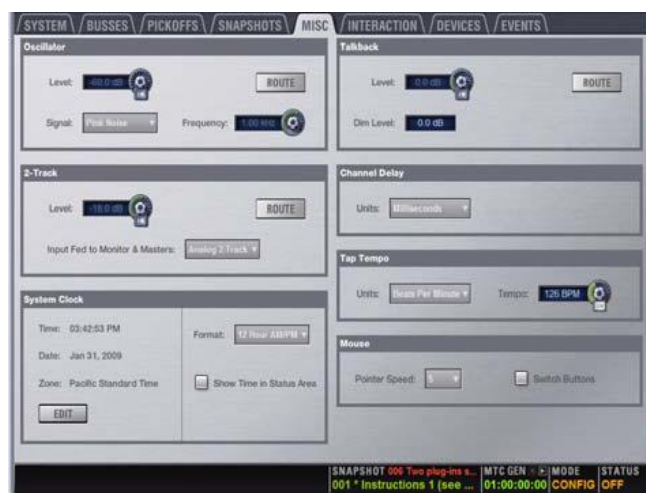 SYSTEM BUSSES PICKOFFS SNAPSHOTS MISC INTERACTION DEVICES EVENTS
Oscillator
Level: -60.0 dB ROUTE
Signal: Pink Noise Frequency: 1.00 kHz
2-Track
Level: -18.0 dB ROUTE
Input Fed to Monitor & Masters: Analog 2 Track
System Clock
Time: 03:42:53 PM
Date: Jan 31, 2009
Zone: Pacific Standard Time
EDIT
Format: 12 Hour AM/PM
Show Time in Status Area
Talkback
Level: 0.0 dB ROUTE
Dim Level: 0.0 dB
Channel Delay
Units: Milliseconds
Tap Tempo
Units: Beats Per Minute Tempo: 126 BPM
Mouse
Pointer Speed: 5 Switch Buttons
SNAPSHOT 006 Two plug-ins s... MTC GEN MODE STATUS
001 * Instructions 1 (see ... 01:00:00:00 CONFIG OFF